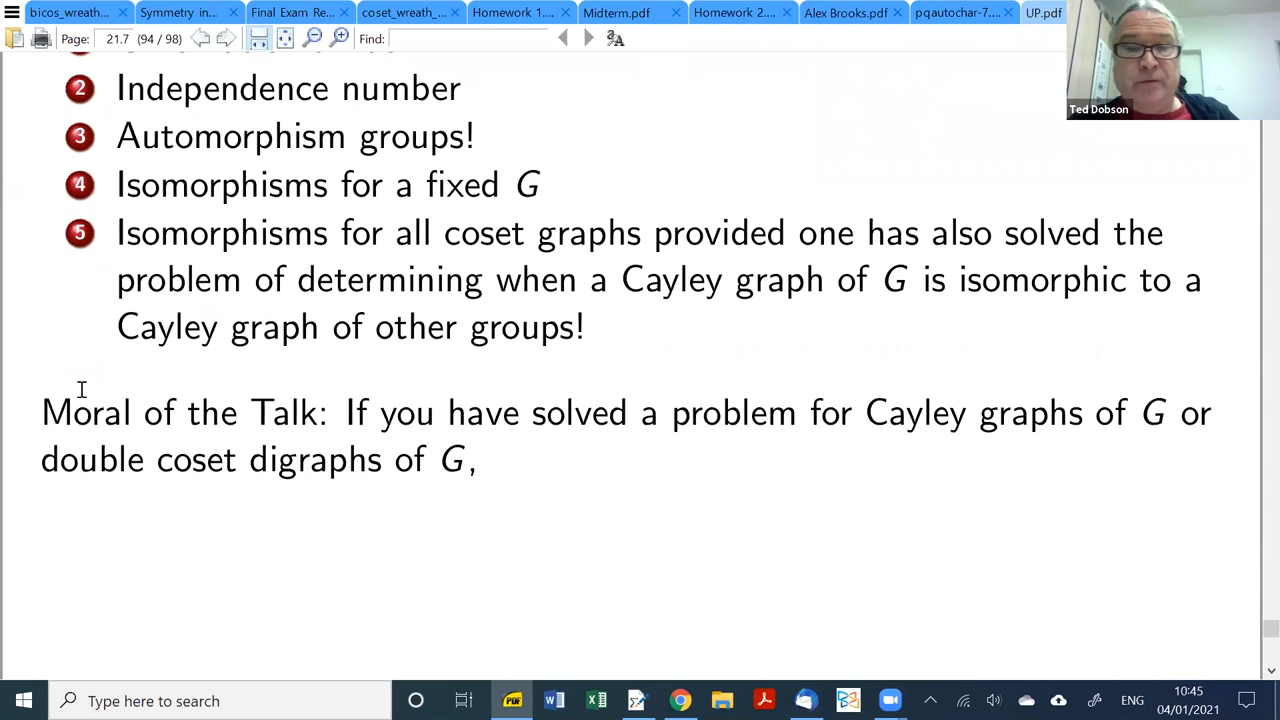 bicos_wreath... Symmetry in... Final Exam Re... coset_wreath_... Homework 1.... Midterm.pdf Homework 2.... Alex Brooks.pdf pqautochar-7.... UP.pdf
Page: 21.7 (94 / 98) Find:
2 Independence number
Ted Dobson
3 Automorphism groups!
4 Isomorphisms for a fixed G
5 Isomorphisms for all coset graphs provided one has also solved the
problem of determining when a Cayley graph of G is isomorphic to a
Cayley graph of other groups!
Moral of the Talk: If you have solved a problem for Cayley graphs of G or
double coset digraphs of G,
Type here to search
ENG
10:45
04/01/2021